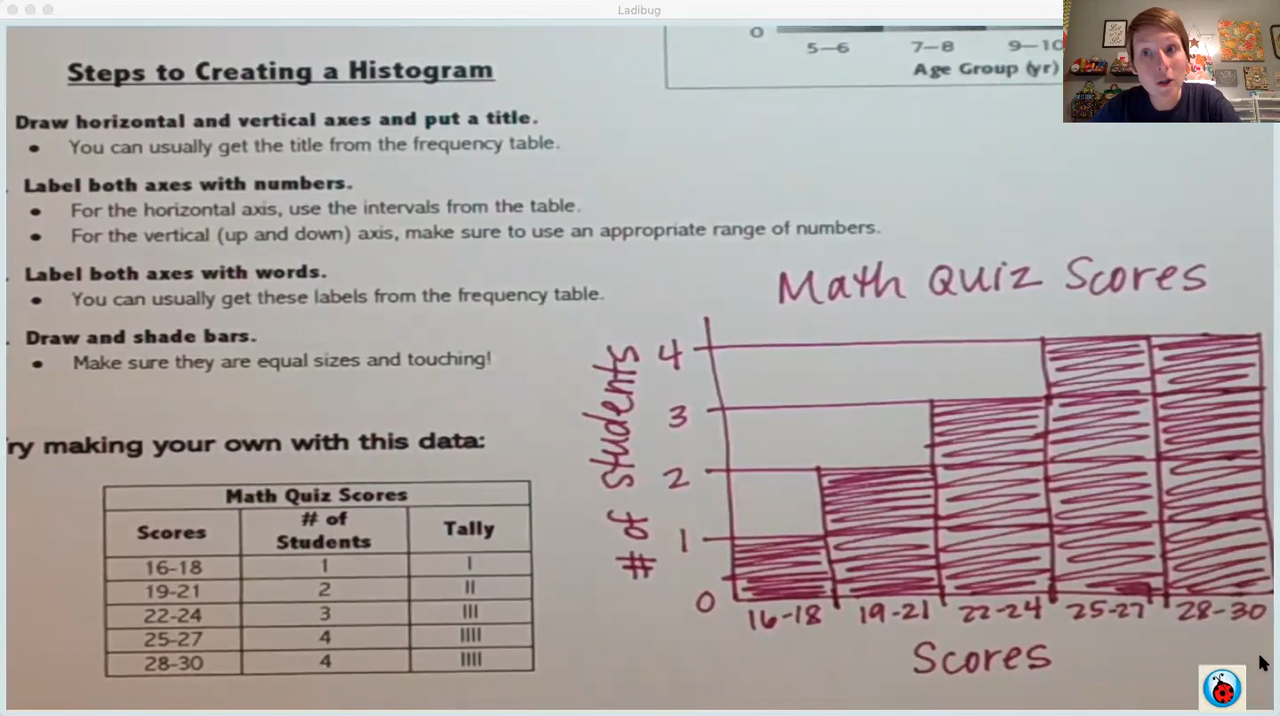 Ladibug
0
5–6 7–8 9–10
Age Group (yr)
Steps to Creating a Histogram
Draw horizontal and vertical axes and put a title.
• You can usually get the title from the frequency table.
Label both axes with numbers.
• For the horizontal axis, use the intervals from the table.
• For the vertical (up and down) axis, make sure to use an appropriate range of numbers.
Label both axes with words.
• You can usually get these labels from the frequency table.
Draw and shade bars.
• Make sure they are equal sizes and touching!
ry making your own with this data:
Math Quiz Scores
Scores # of Students Tally
16-18 1 I
19-21 2 II
22-24 3 III
25-27 4 IIII
28-30 4 IIII
Math Quiz Scores
# of students
4
3
2
1
0
16-18 19-21 22-24 25-27 28-30
Scores